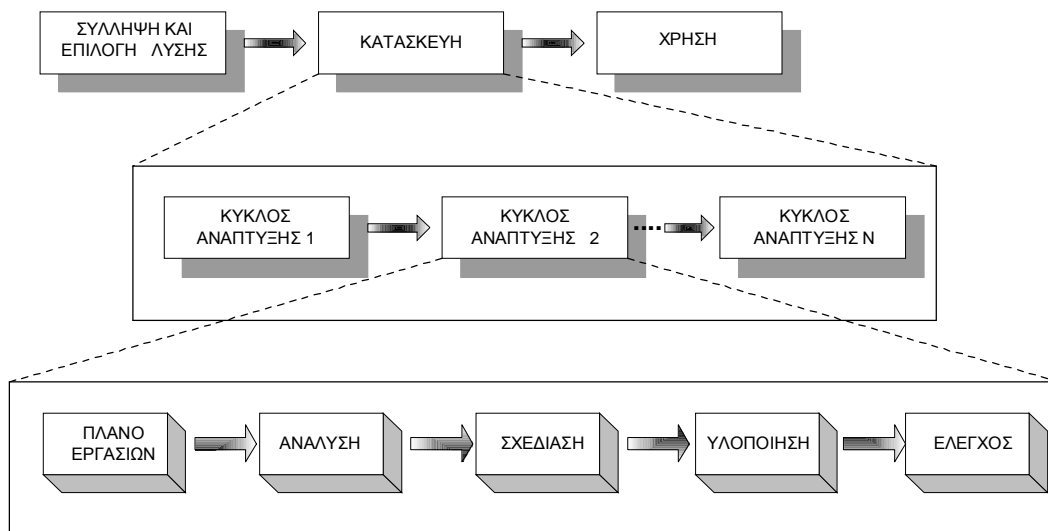 ΣΥΛΛΗΨΗ ΚΑΙ
ΕΠΙΛΟΓΗ ΛΥΣΗΣ
ΚΑΤΑΣΚΕΥΗ
ΧΡΗΣΗ
ΚΥΚΛΟΣ
ΑΝΑΠΤΥΞΗΣ 1
ΚΥΚΛΟΣ
ΑΝΑΠΤΥΞΗΣ 2
ΚΥΚΛΟΣ
ΑΝΑΠΤΥΞΗΣ Ν
ΠΛΑΝΟ
ΕΡΓΑΣΙΩΝ
ΑΝΑΛΥΣΗ
ΣΧΕΔΙΑΣΗ
ΥΛΟΠΟΙΗΣΗ
ΕΛΕΓΧΟΣ